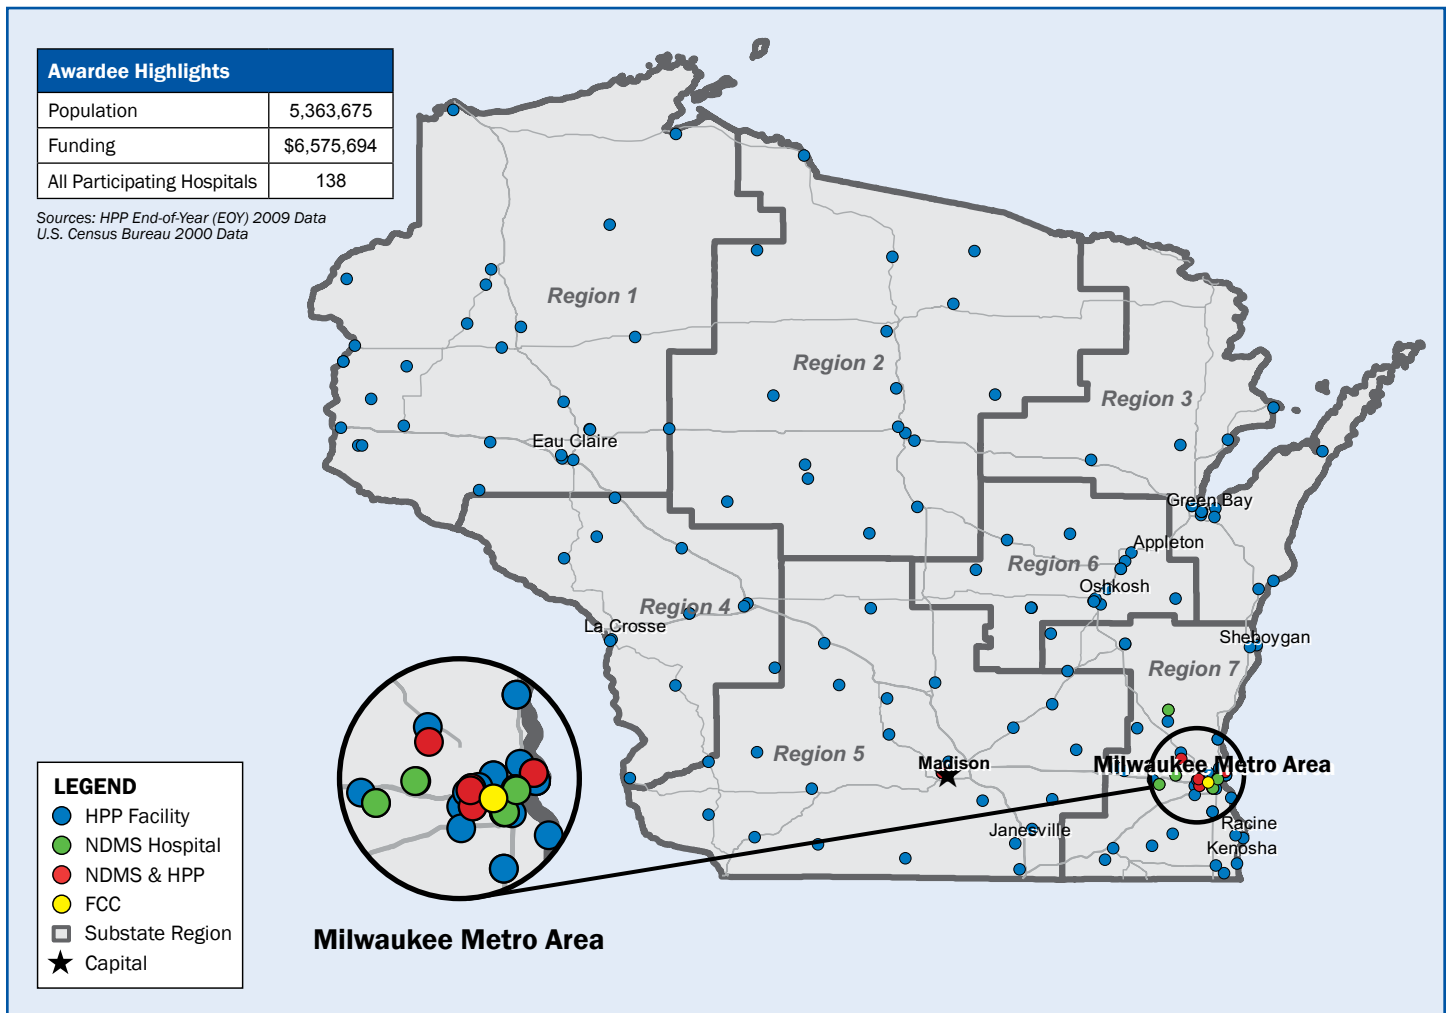 Awardee Highlights
Population 5,363,675
Funding $6,575,694
All Participating Hospitals 138
Sources: HPP End-of-Year (EOY) 2009 Data
U.S. Census Bureau 2000 Data
Region 1
Region 2
Region 3
Eau Claire
Green Bay
Appleton
Region 6
Oshkosh
Region 4
La Crosse
Sheboygan
Region 7
Region 5
Madison
Milwaukee Metro Area
Janesville
Racine
Kenosha
LEGEND
HPP Facility
NDMS Hospital
NDMS & HPP
FCC
Substate Region
Capital
Milwaukee Metro Area